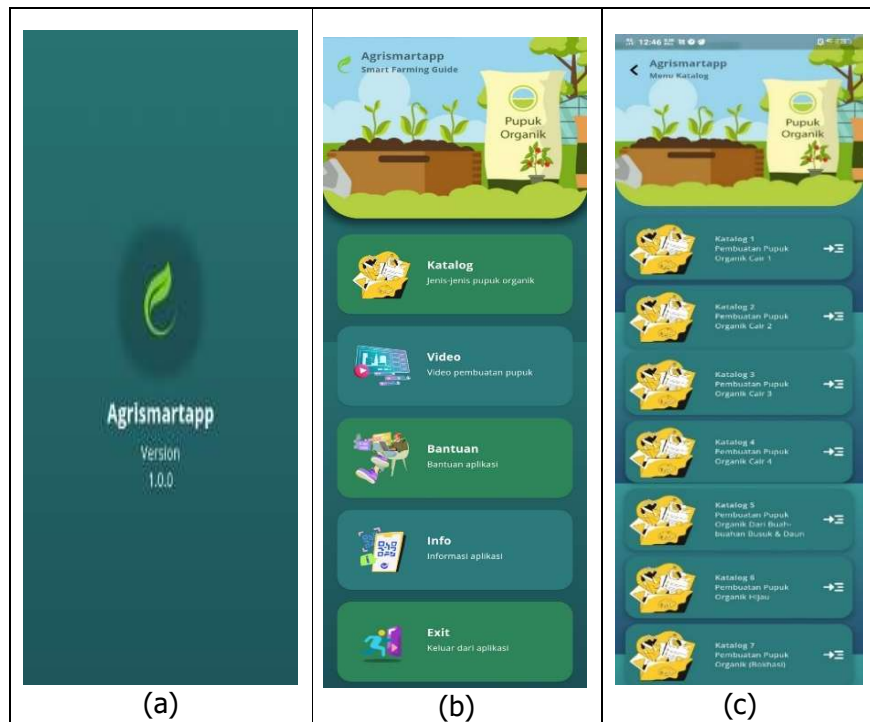 Agrismartapp
Version
1.0.0
(a)
Agrismartapp
Smart Farming Guide
Pupuk
Organik
Katalog
Jenis-jenis pupuk organik
Video
Video pembuatan pupuk
Bantuan
Bantuan aplikasi
Info
Informasi aplikasi
Exit
Keluar dari aplikasi
(b)
12:46
Agrismartapp
Menu Katalog
Pupuk
Organik
Katalog 1
Pembuatan Pupuk
Organik Cair 1
Katalog 2
Pembuatan Pupuk
Organik Cair 2
Katalog 3
Pembuatan Pupuk
Organik Cair 3
Katalog 4
Pembuatan Pupuk
Organik Cair 4
Katalog 5
Pembuatan Pupuk
Organik Dari Buah-
buahan Busuk & Daun
Katalog 6
Pembuatan Pupuk
Organik Hijau
Katalog 7
Pembuatan Pupuk
Organik (Bokhasi)
(c)